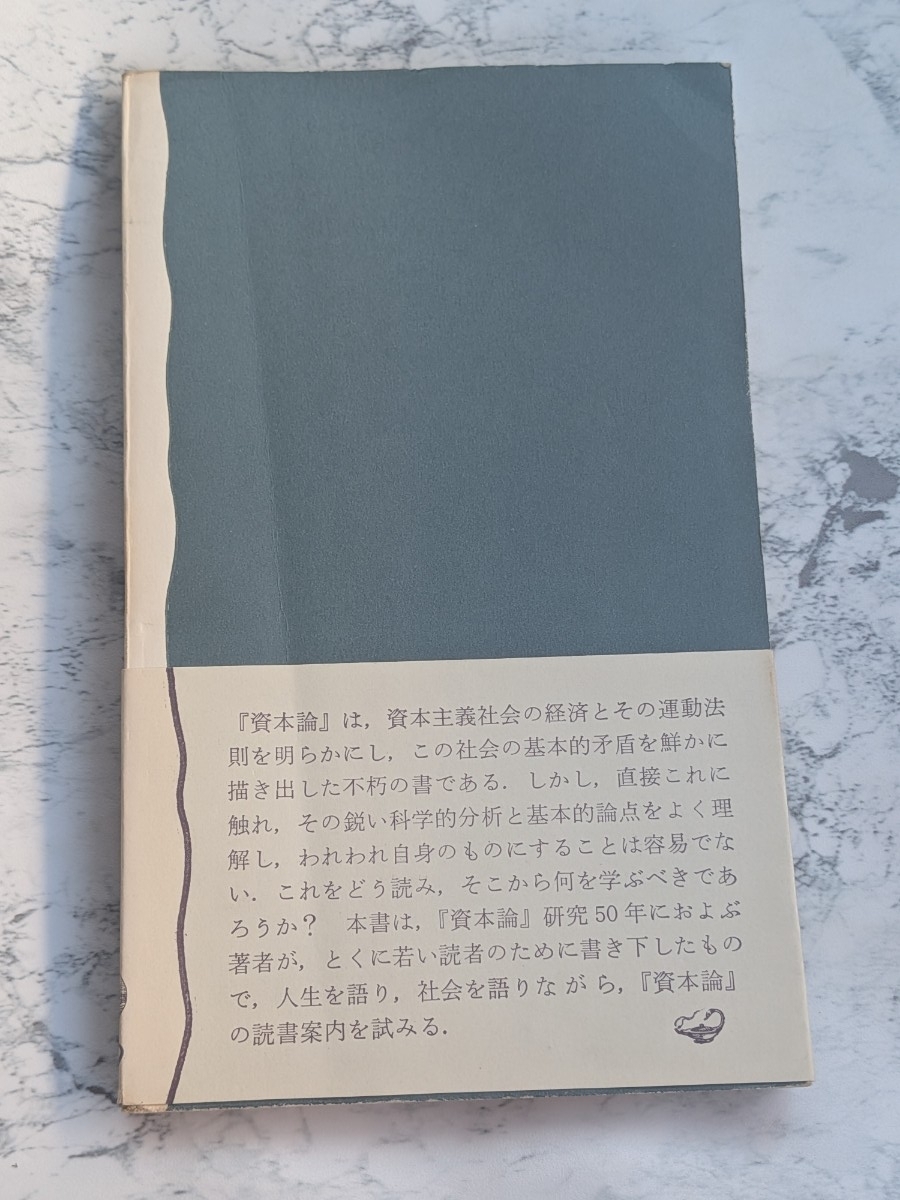 『資本論』は，資本主義社会の経済とその運動法
則を明らかにし，この社会の基本的矛盾を鮮かに
描き出した不朽の書である．しかし，直接これに
触れ，その鋭い科学的分析と基本的論点をよく理
解し，われわれ自身のものにすることは容易でな
い．これをどう読み，そこから何を学ぶべきであ
ろうか？　本書は，『資本論』研究50年におよぶ
著者が，とくに若い読者のために書き下したもの
で，人生を語り，社会を語りながら，『資本論』
の読書案内を試みる．